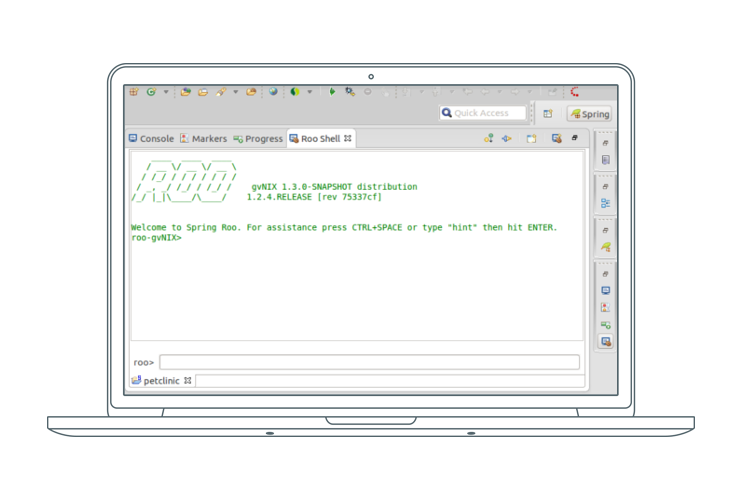 Quick Access
Spring
Console Markers Progress Roo Shell
gvNIX 1.3.0-SNAPSHOT distribution
1.2.4.RELEASE [rev 75337cf]
Welcome to Spring Roo. For assistance press CTRL+SPACE or type "hint" then hit ENTER.
roo-gvNIX>
roo>
petclinic